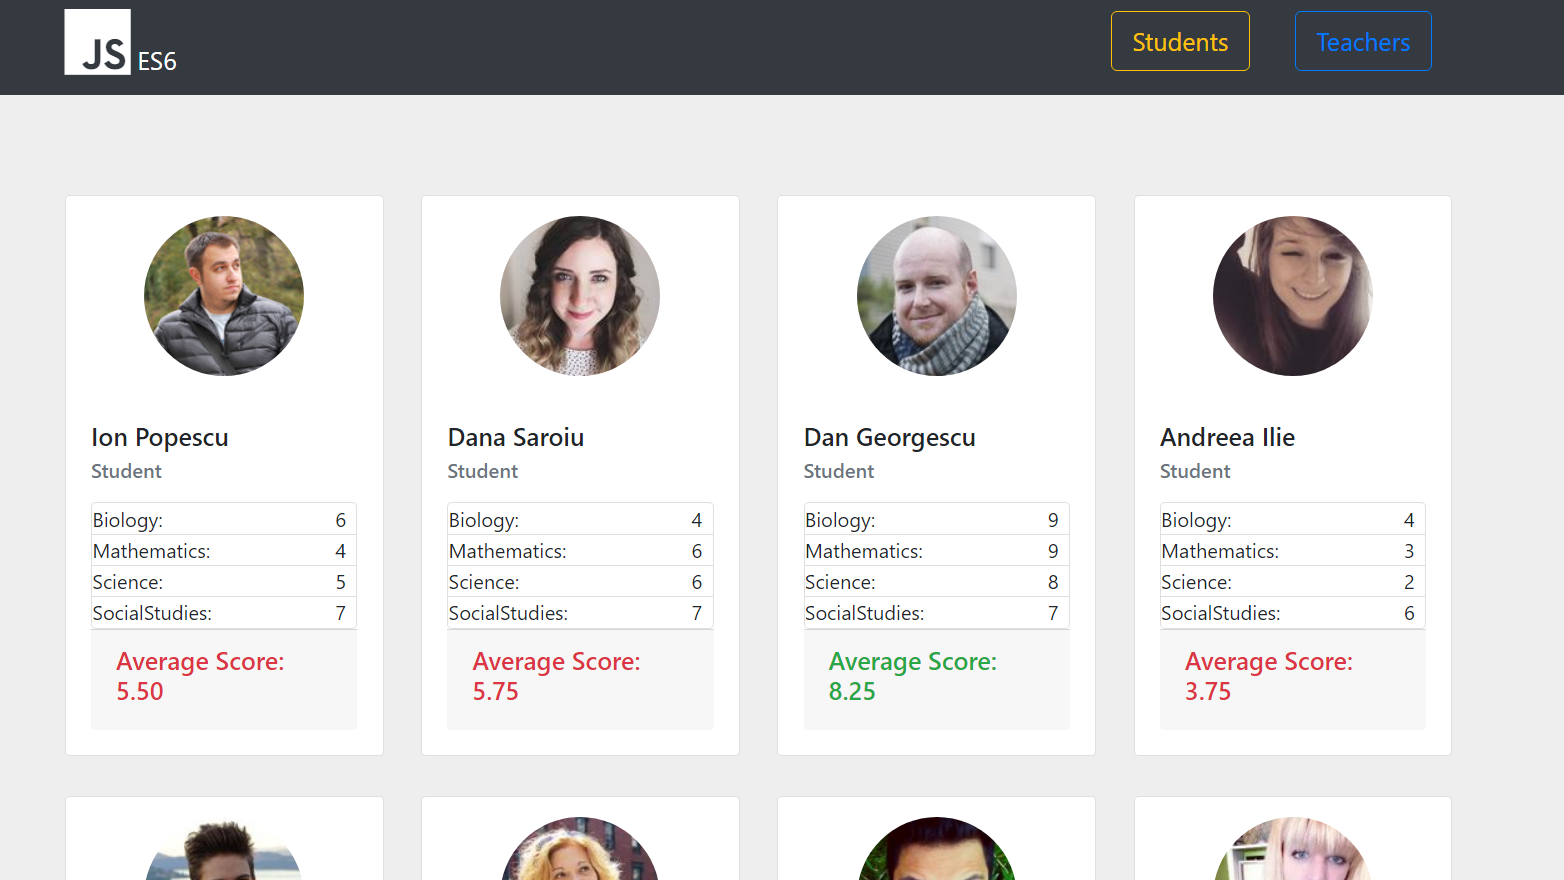 JS ES6
Students
Teachers
Ion Popescu
Student
Biology: 6
Mathematics: 4
Science: 5
SocialStudies: 7
Average Score:
5.50
Dana Saroiu
Student
Biology: 4
Mathematics: 6
Science: 6
SocialStudies: 7
Average Score:
5.75
Dan Georgescu
Student
Biology: 9
Mathematics: 9
Science: 8
SocialStudies: 7
Average Score:
8.25
Andreea Ilie
Student
Biology: 4
Mathematics: 3
Science: 2
SocialStudies: 6
Average Score:
3.75